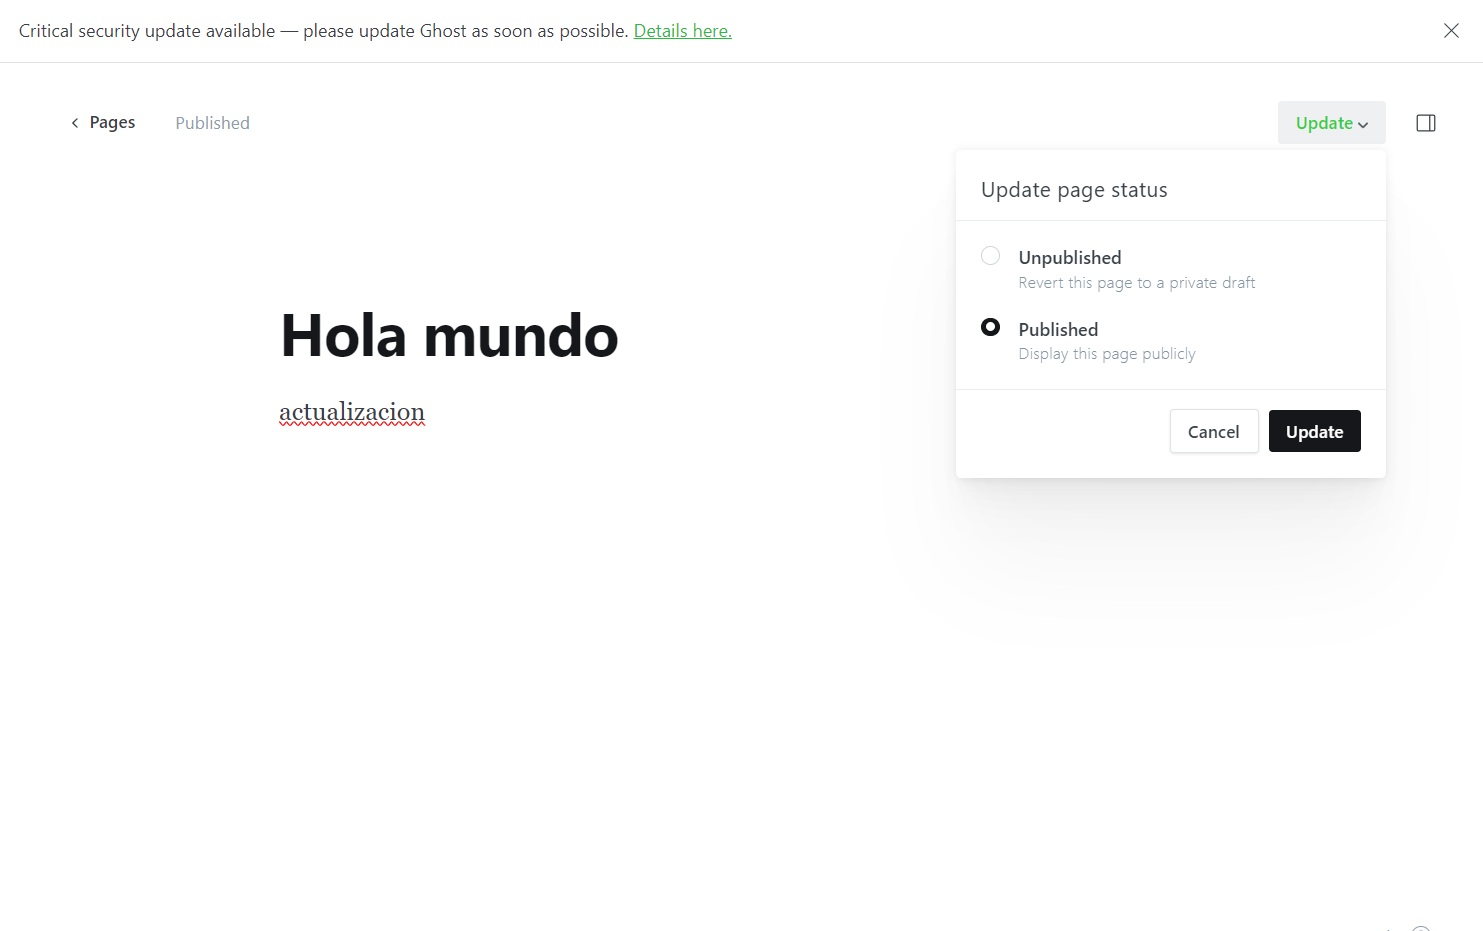 Critical security update available — please update Ghost as soon as possible. Details here.
Pages Published Update
Update page status
Unpublished
Revert this page to a private draft
Published
Display this page publicly
Cancel Update
Hola mundo
actualizacion